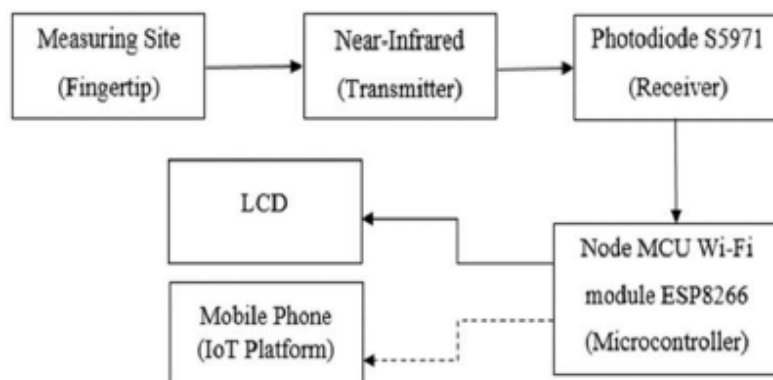 Measuring Site
(Fingertip)
Near-Infrared
(Transmitter)
Photodiode S5971
(Receiver)
LCD
Node MCU Wi-Fi
module ESP8266
(Microcontroller)
Mobile Phone
(IoT Platform)